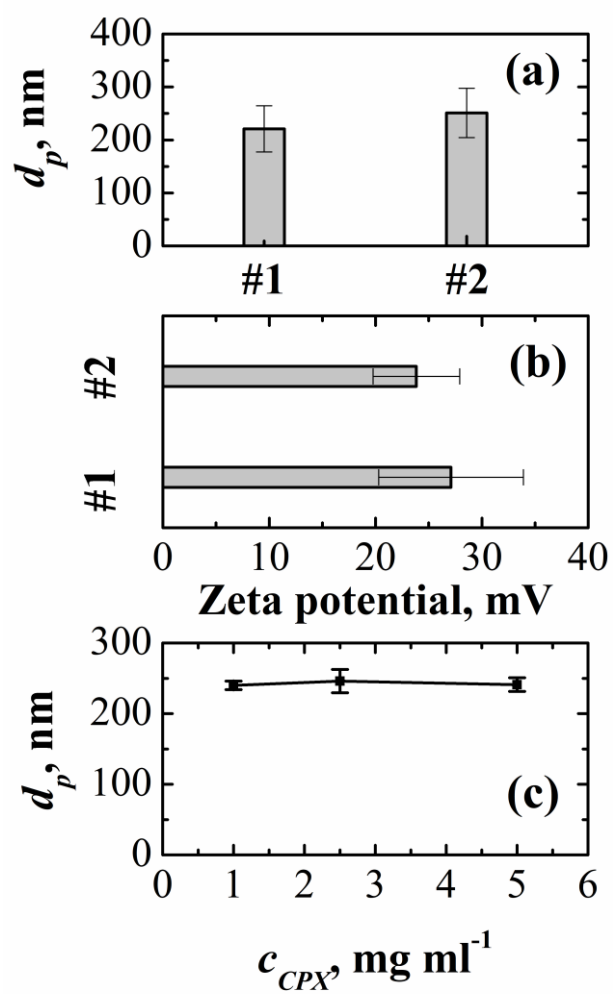 400
(a)
300
d_p, nm
200
100
0
#1 #2
#2
(b)
#1
0 10 20 30 40
Zeta potential, mV
300
200
d_p, nm
100
(c)
0
0 1 2 3 4 5 6
c_CPX, mg ml⁻¹